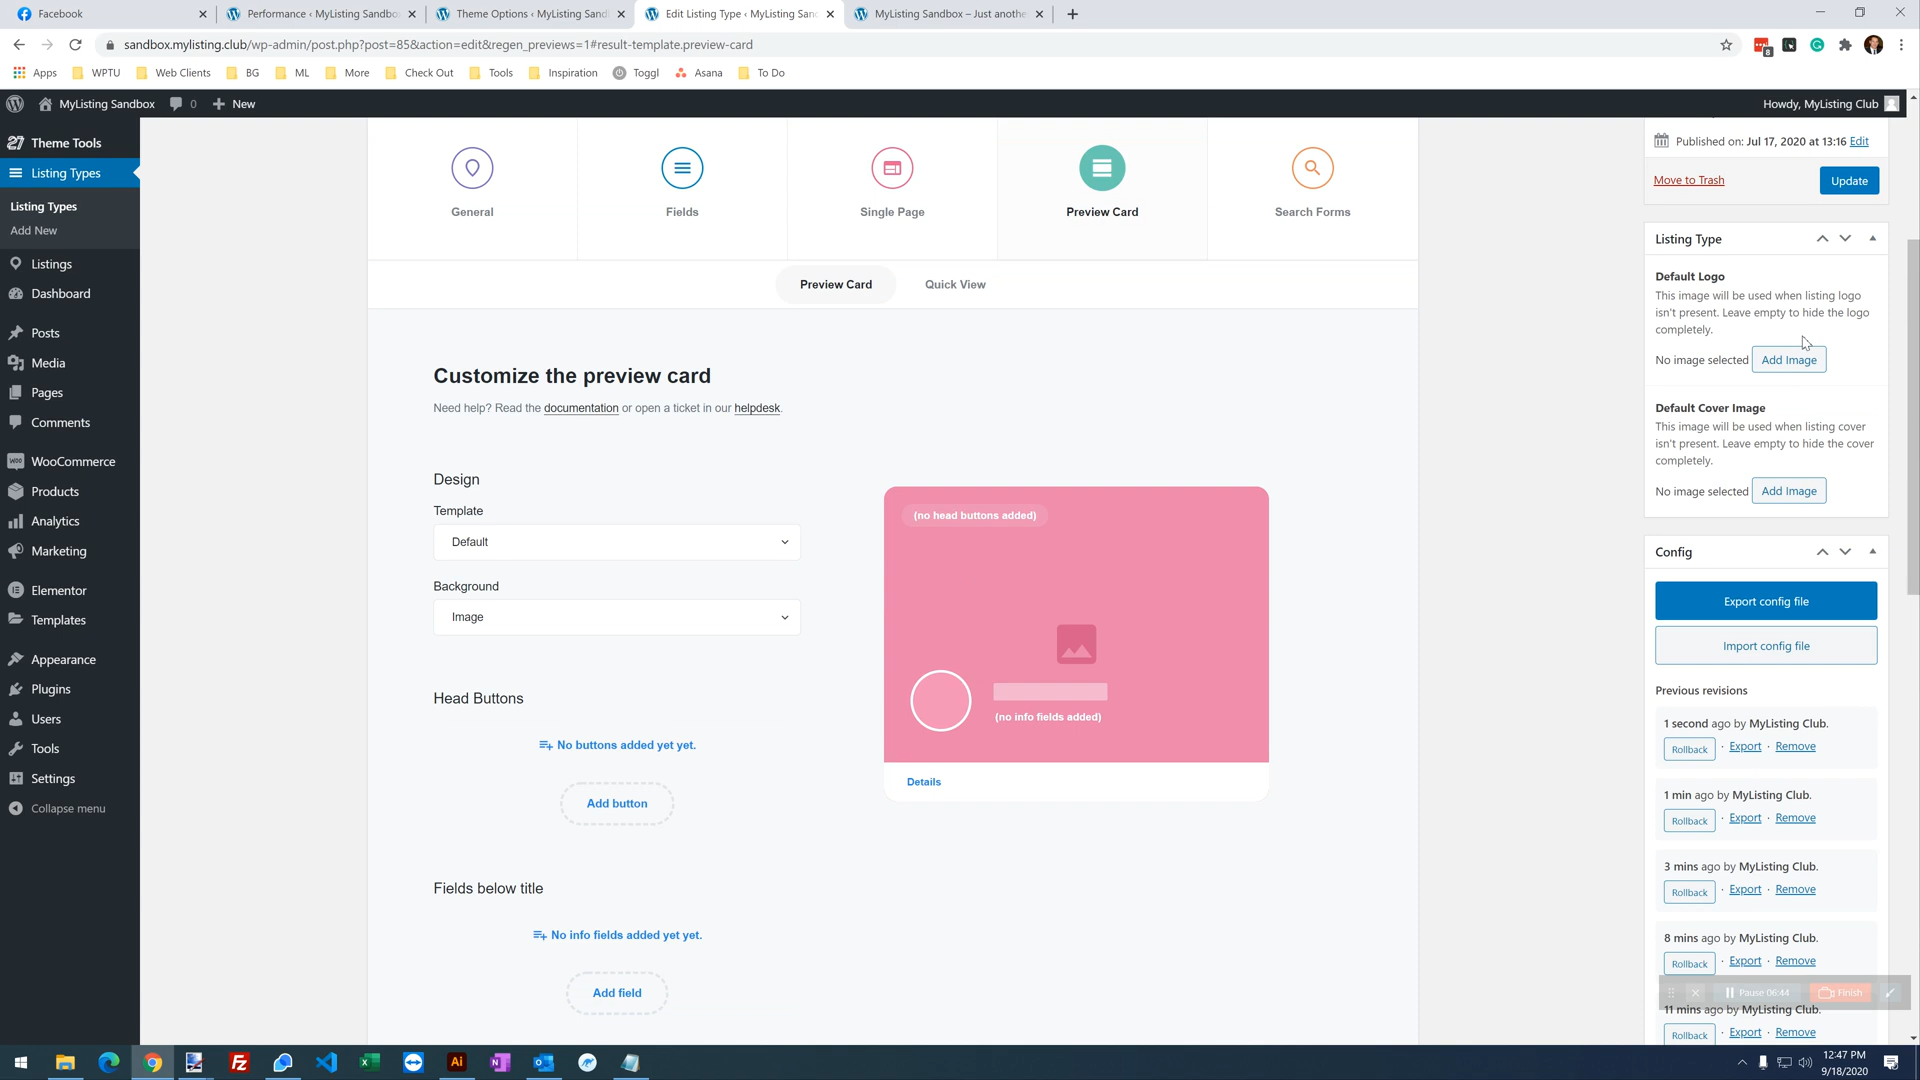 Facebook
Performance ‹ MyListing Sandbo
Theme Options ‹ MyListing Sand
Edit Listing Type ‹ MyListing San
MyListing Sandbox – Just anothe
sandbox.mylisting.club/wp-admin/post.php?post=85&action=edit&regen_previews=1#result-template.preview-card
8
Apps
WPTU
Web Clients
BG
ML
More
Check Out
Tools
Inspiration
Toggl
Asana
To Do
MyListing Sandbox
0
New
Howdy, MyListing Club
27 Theme Tools
Listing Types
Listing Types
Add New
Listings
Dashboard
Posts
Media
Pages
Comments
WooCommerce
Products
Analytics
Marketing
Elementor
Templates
Appearance
Plugins
Users
Tools
Settings
Collapse menu
General
Fields
Single Page
Preview Card
Search Forms
Preview Card
Quick View
Customize the preview card
Need help? Read the documentation or open a ticket in our helpdesk.
Design
Template
Default
Background
Image
Head Buttons
No buttons added yet yet.
Add button
Fields below title
No info fields added yet yet.
Add field
(no head buttons added)
(no info fields added)
Details
Published on: Jul 17, 2020 at 13:16 Edit
Move to Trash
Update
Listing Type
Default Logo
This image will be used when listing logo
isn't present. Leave empty to hide the logo
completely.
No image selected
Add Image
Default Cover Image
This image will be used when listing cover
isn't present. Leave empty to hide the cover
completely.
No image selected
Add Image
Config
Export config file
Import config file
Previous revisions
1 second ago by MyListing Club.
Rollback · Export · Remove
1 min ago by MyListing Club.
Rollback · Export · Remove
3 mins ago by MyListing Club.
Rollback · Export · Remove
8 mins ago by MyListing Club.
Rollback · Export · Remove
Pause 06:44
Finish
11 mins ago by MyListing Club.
Rollback · Export · Remove
Fz
Ai
12:47 PM
9/18/2020